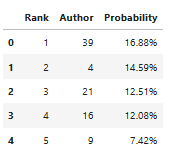 Rank Author Probability
0 1 39 16.88%
1 2 4 14.59%
2 3 21 12.51%
3 4 16 12.08%
4 5 9 7.42%